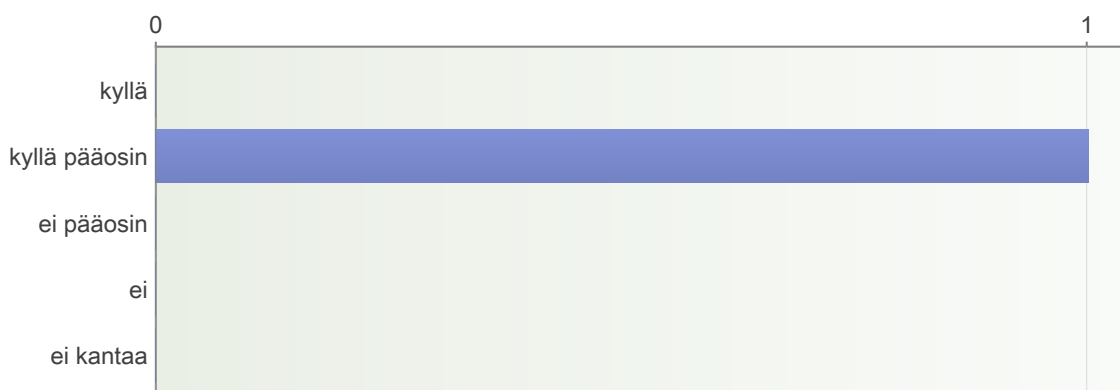 0 1
kyllä
kyllä pääosin
ei pääosin
ei
ei kantaa